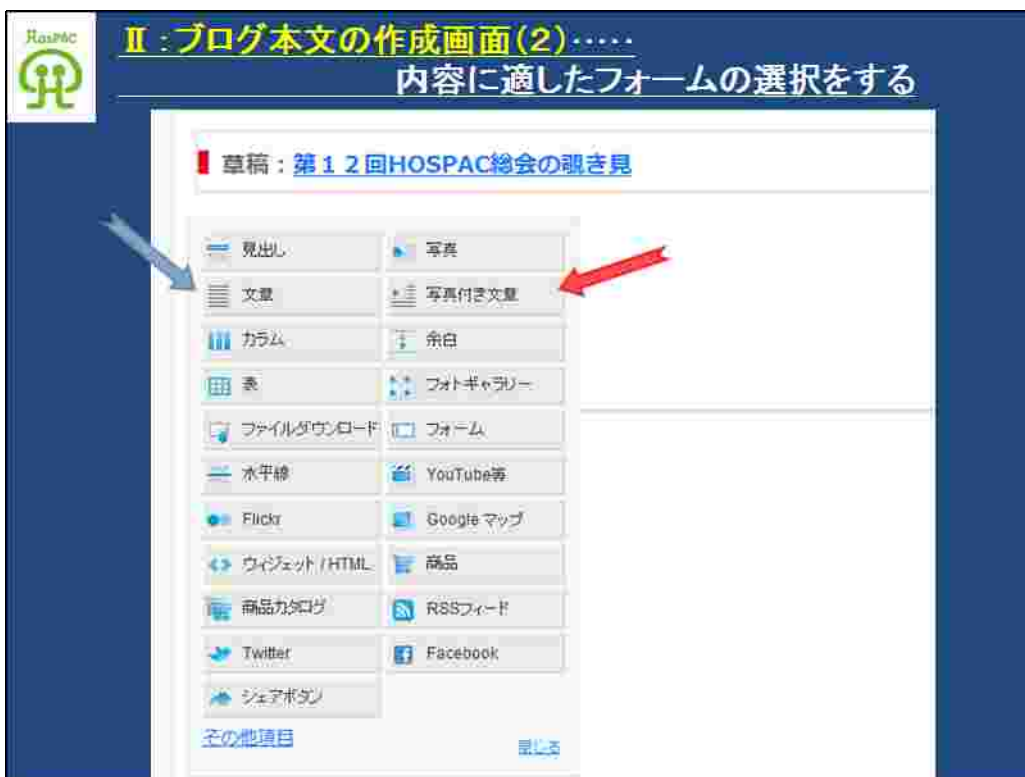 HOSPAC
Ⅱ:ブログ本文の作成画面(2)‥‥‥
内容に適したフォームの選択をする
草稿:第12回HOSPAC総会の覗き見
見出し 写真
文章 写真付き文章
カラム 余白
表 フォトギャラリー
ファイルダウンロード フォーム
水平線 YouTube等
Flickr Google マップ
ウィジェット / HTML 商品
商品カタログ RSSフィード
Twitter Facebook
シェアボタン
その他項目 閉じる